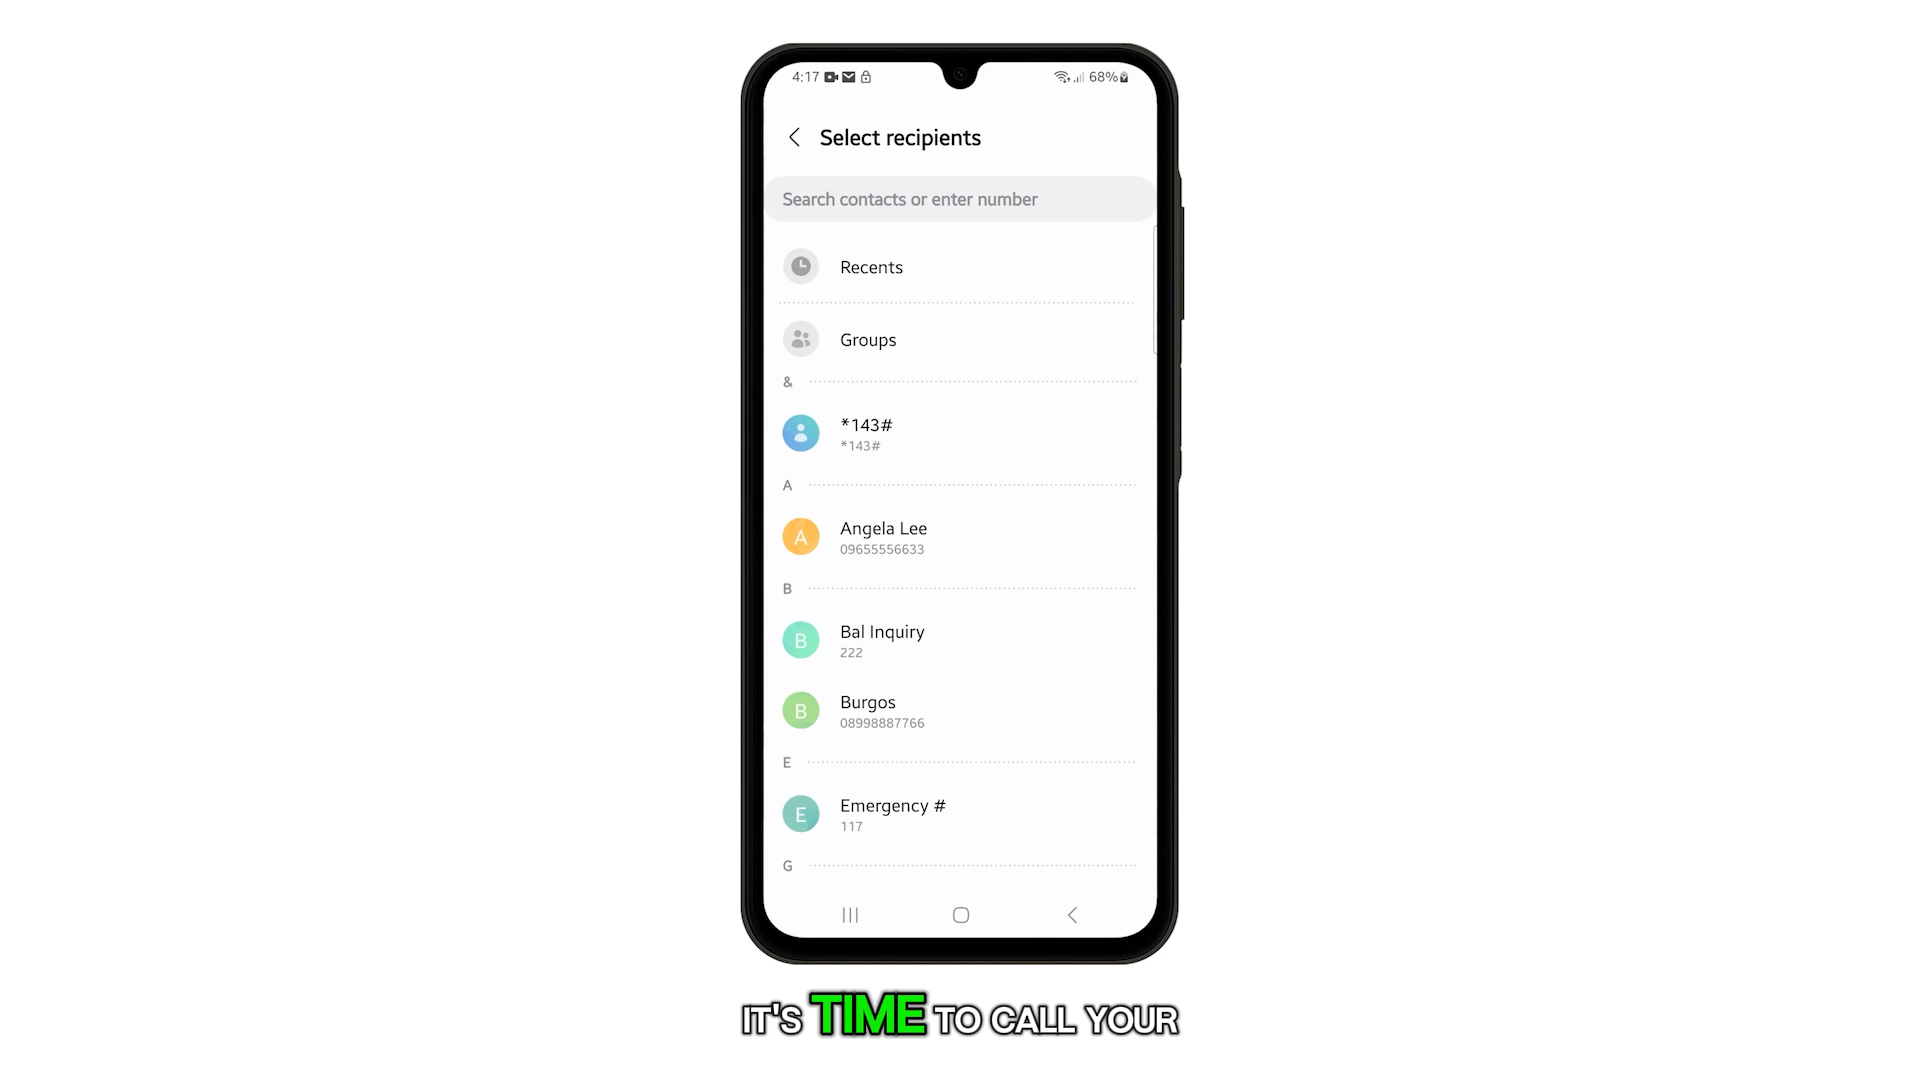 4:17 68%
Select recipients
Search contacts or enter number
Recents
Groups
&
*143#
*143#
A
A Angela Lee
09655556633
B
B Bal Inquiry
222
B Burgos
08998887766
E
E Emergency #
117
G
IT'S TIME TO CALL YOUR